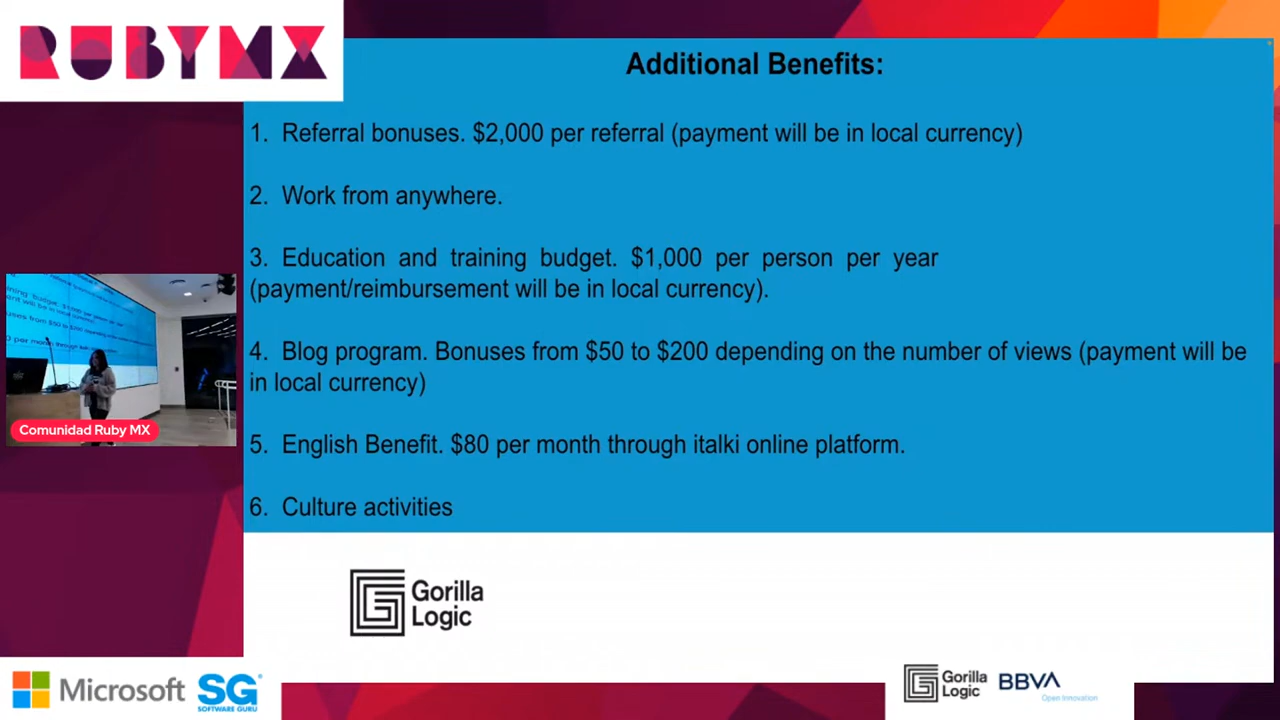 RUBYMX
Additional Benefits:
1. Referral bonuses. $2,000 per referral (payment will be in local currency)
2. Work from anywhere.
3. Education and training budget. $1,000 per person per year
(payment/reimbursement will be in local currency).
4. Blog program. Bonuses from $50 to $200 depending on the number of views (payment will be
in local currency)
5. English Benefit. $80 per month through italki online platform.
6. Culture activities
Comunidad Ruby MX
Gorilla
Logic
Microsoft
SG
SOFTWARE GURU
Gorilla
Logic
BBVA
Open Innovation